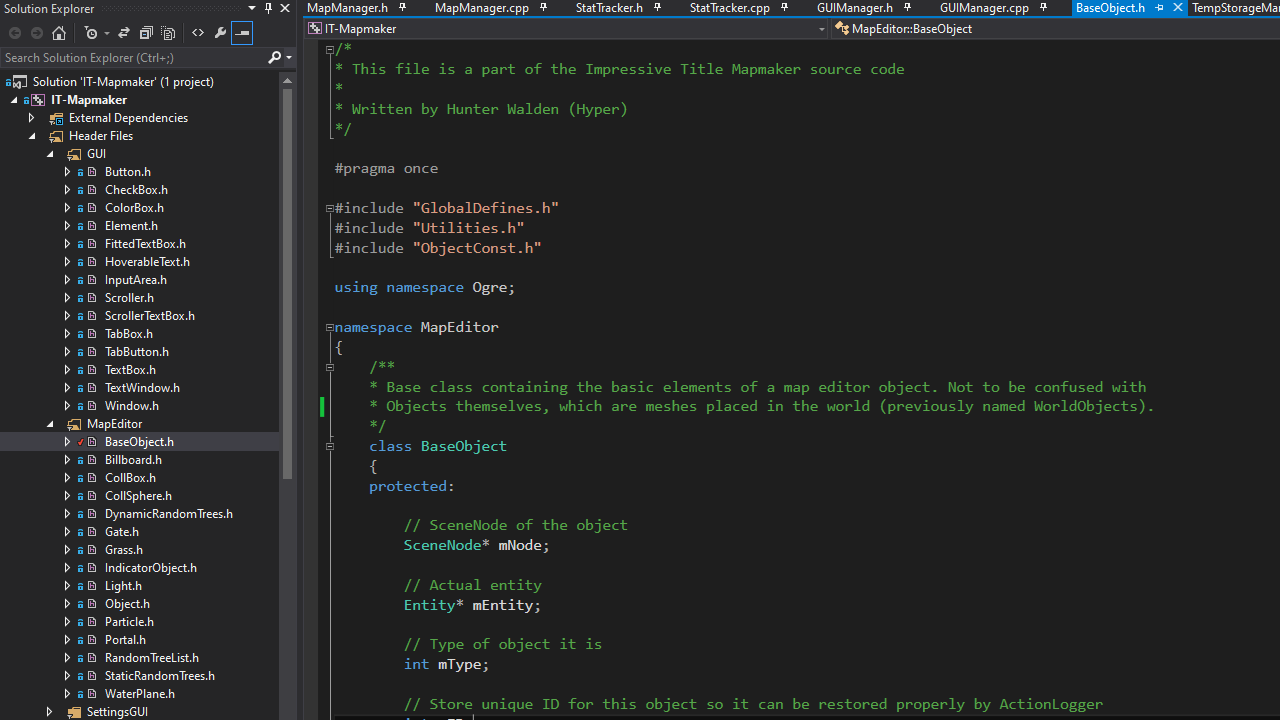 Solution Explorer
MapManager.h
MapManager.cpp
StatTracker.h
StatTracker.cpp
GUIManager.h
GUIManager.cpp
BaseObject.h
Search Solution Explorer (Ctrl+;)
Solution 'IT-Mapmaker' (1 project)
IT-Mapmaker
External Dependencies
Header Files
GUI
Button.h
CheckBox.h
ColorBox.h
Element.h
FittedTextBox.h
HoverableText.h
InputArea.h
Scroller.h
ScrollerTextBox.h
TabBox.h
TabButton.h
TextBox.h
TextWindow.h
Window.h
MapEditor
BaseObject.h
Billboard.h
CollBox.h
CollSphere.h
DynamicRandomTrees.h
Gate.h
Grass.h
IndicatorObject.h
Light.h
Object.h
Particle.h
Portal.h
RandomTreeList.h
StaticRandomTrees.h
WaterPlane.h
SettingsGUI
IT-Mapmaker
MapEditor::BaseObject
/*
* This file is a part of the Impressive Title Mapmaker source code
*
* Written by Hunter Walden (Hyper)
*/
#pragma once
#include "GlobalDefines.h"
#include "Utilities.h"
#include "ObjectConst.h"
using namespace Ogre;
namespace MapEditor
{
/**
* Base class containing the basic elements of a map editor object. Not to be confused with
* Objects themselves, which are meshes placed in the world (previously named WorldObjects).
*/
class BaseObject
{
protected:
// SceneNode of the object
SceneNode* mNode;
// Actual entity
Entity* mEntity;
// Type of object it is
int mType;
// Store unique ID for this object so it can be restored properly by ActionLogger